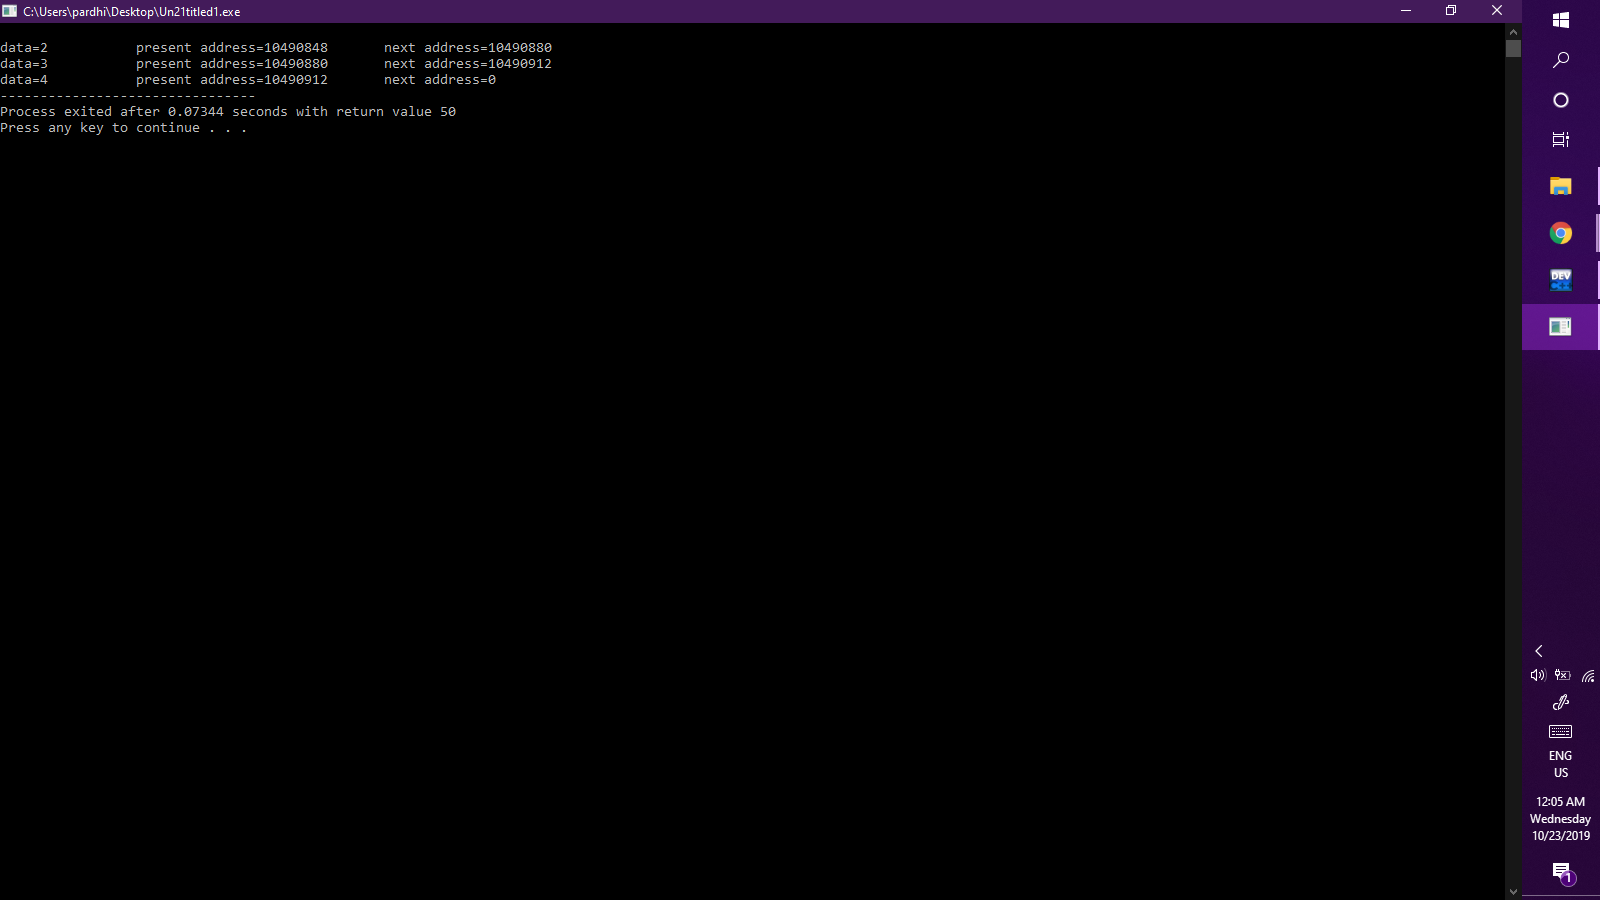 C:\Users\pardhi\Desktop\Un21titled1.exe
data=2 present address=10490848 next address=10490880
data=3 present address=10490880 next address=10490912
data=4 present address=10490912 next address=0
--------------------------------
Process exited after 0.07344 seconds with return value 50
Press any key to continue . . .
DEV
C++
ENG
US
12:05 AM
Wednesday
10/23/2019
1